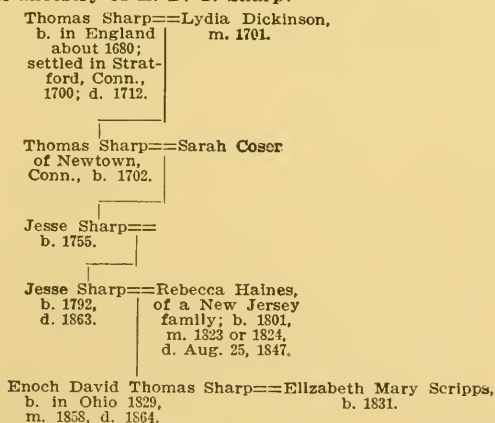 Thomas Sharp==Lydia Dickinson,
b. in England m. 1701.
about 1680;
settled in Strat-
ford, Conn.,
1700; d. 1712.
Thomas Sharp==Sarah Coser
of Newtown,
Conn., b. 1702.
Jesse Sharp==
b. 1755.
Jesse Sharp==Rebecca Haines,
b. 1792, of a New Jersey
d. 1863. family; b. 1801,
m. 1823 or 1824,
d. Aug. 25, 1847.
Enoch David Thomas Sharp==Elizabeth Mary Scripps,
b. in Ohio 1829, b. 1831.
m. 1858, d. 1864.